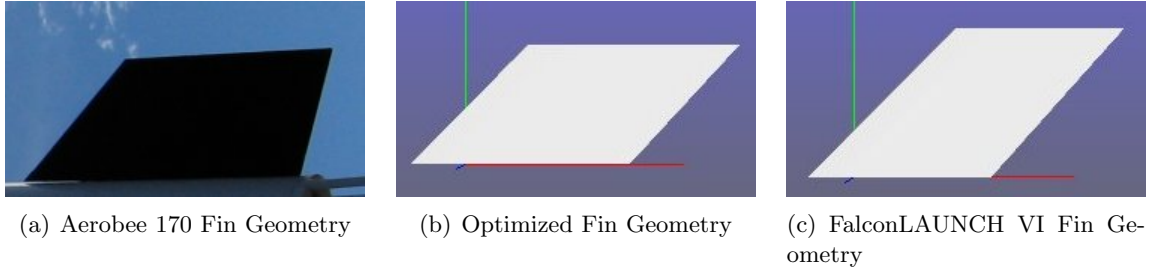 (a) Aerobee 170 Fin Geometry
(b) Optimized Fin Geometry
(c) FalconLAUNCH VI Fin Ge-
ometry